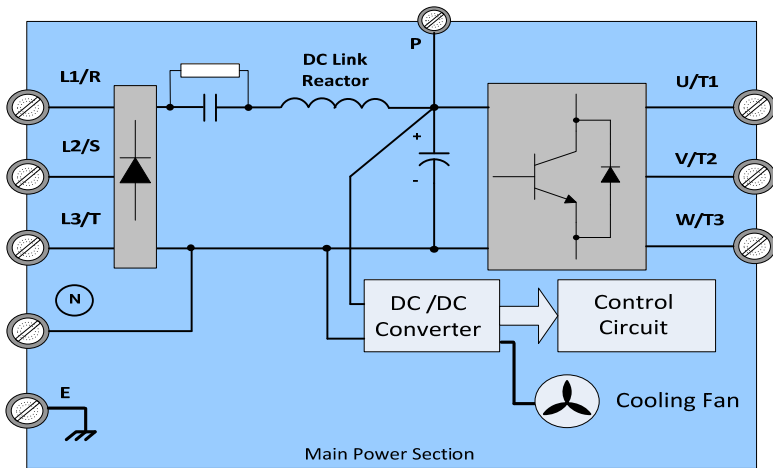 P
L1/R
DC Link
Reactor
U/T1
+
L2/S
V/T2
-
L3/T
W/T3
N
DC /DC
Converter
Control
Circuit
E
Cooling Fan
Main Power Section